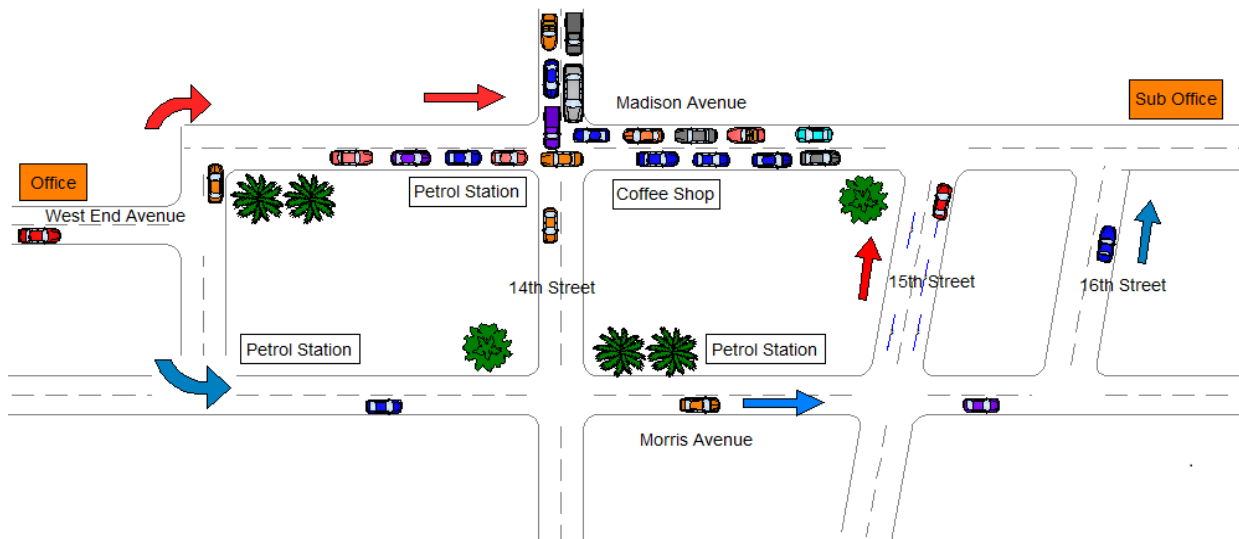 Madison Avenue
Sub Office
Office
Petrol Station
Coffee Shop
West End Avenue
14th Street
15th Street
16th Street
Petrol Station
Petrol Station
Morris Avenue